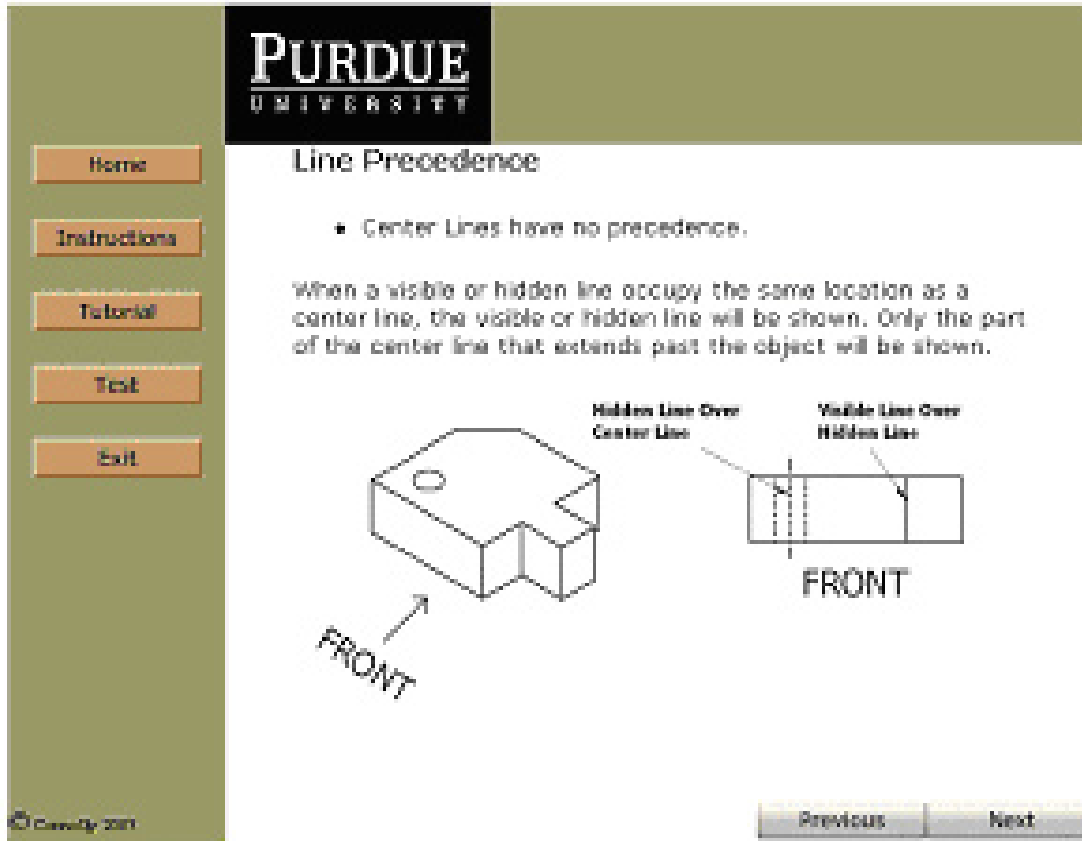 PURDUE
UNIVERSITY
Home
Instructions
Tutorial
Test
Exit
Line Precedence
• Center Lines have no precedence.
When a visible or hidden line occupy the same location as a
center line, the visible or hidden line will be shown. Only the part
of the center line that extends past the object will be shown.
Hidden Line Over
Center Line
Visible Line Over
Hidden Line
FRONT
FRONT
©
Previous
Next